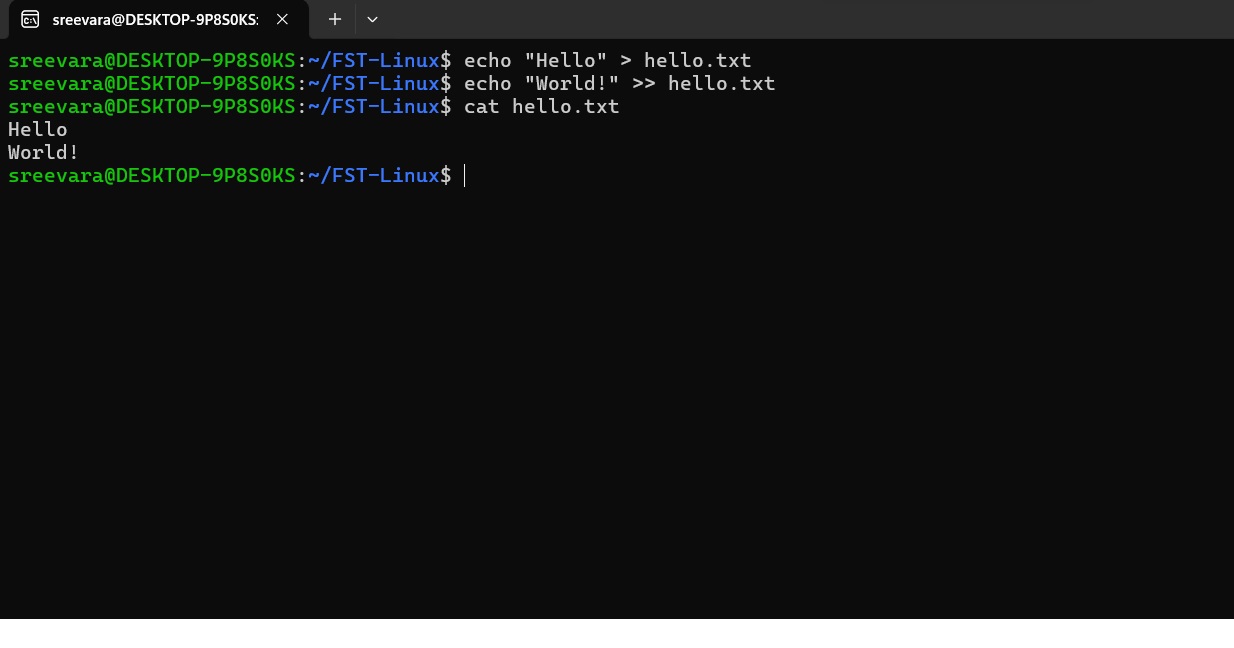 sreevara@DESKTOP-9P8S0KS:
sreevara@DESKTOP-9P8S0KS:~/FST-Linux$ echo "Hello" > hello.txt
sreevara@DESKTOP-9P8S0KS:~/FST-Linux$ echo "World!" >> hello.txt
sreevara@DESKTOP-9P8S0KS:~/FST-Linux$ cat hello.txt
Hello
World!
sreevara@DESKTOP-9P8S0KS:~/FST-Linux$